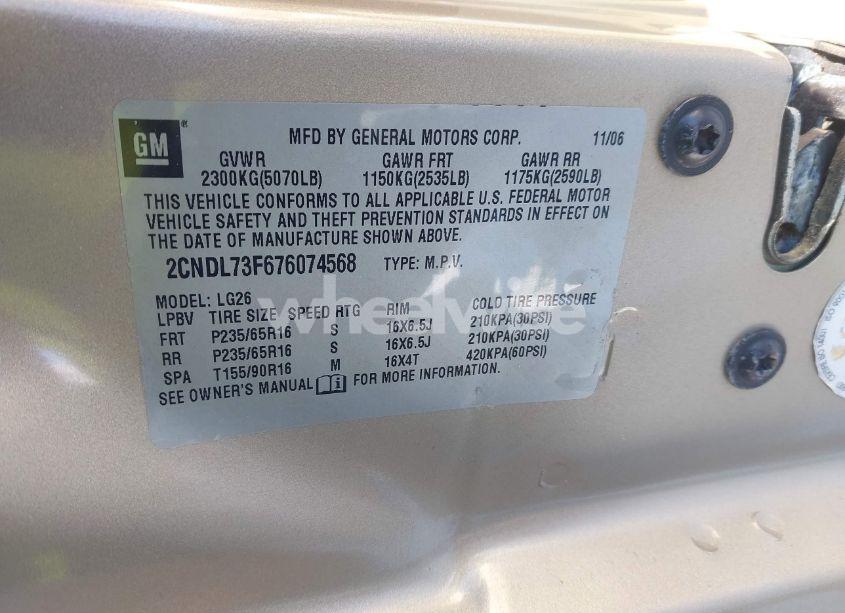 GM ®
MFD BY GENERAL MOTORS CORP. 11/06
GVWR GAWR FRT GAWR RR
2300KG(5070LB) 1150KG(2535LB) 1175KG(2590LB)
THIS VEHICLE CONFORMS TO ALL APPLICABLE U.S. FEDERAL MOTOR
VEHICLE SAFETY AND THEFT PREVENTION STANDARDS IN EFFECT ON
THE DATE OF MANUFACTURE SHOWN ABOVE.
2CNDL73F676074568 TYPE: M.P.V.
MODEL: LG26
LPBV TIRE SIZE SPEED RTG RIM COLD TIRE PRESSURE
FRT P235/65R16 S 16X6.5J 210KPA(30PSI)
RR P235/65R16 S 16X6.5J 210KPA(30PSI)
SPA T155/90R16 M 16X4T 420KPA(60PSI)
SEE OWNER'S MANUAL FOR MORE INFORMATION.
wheelville